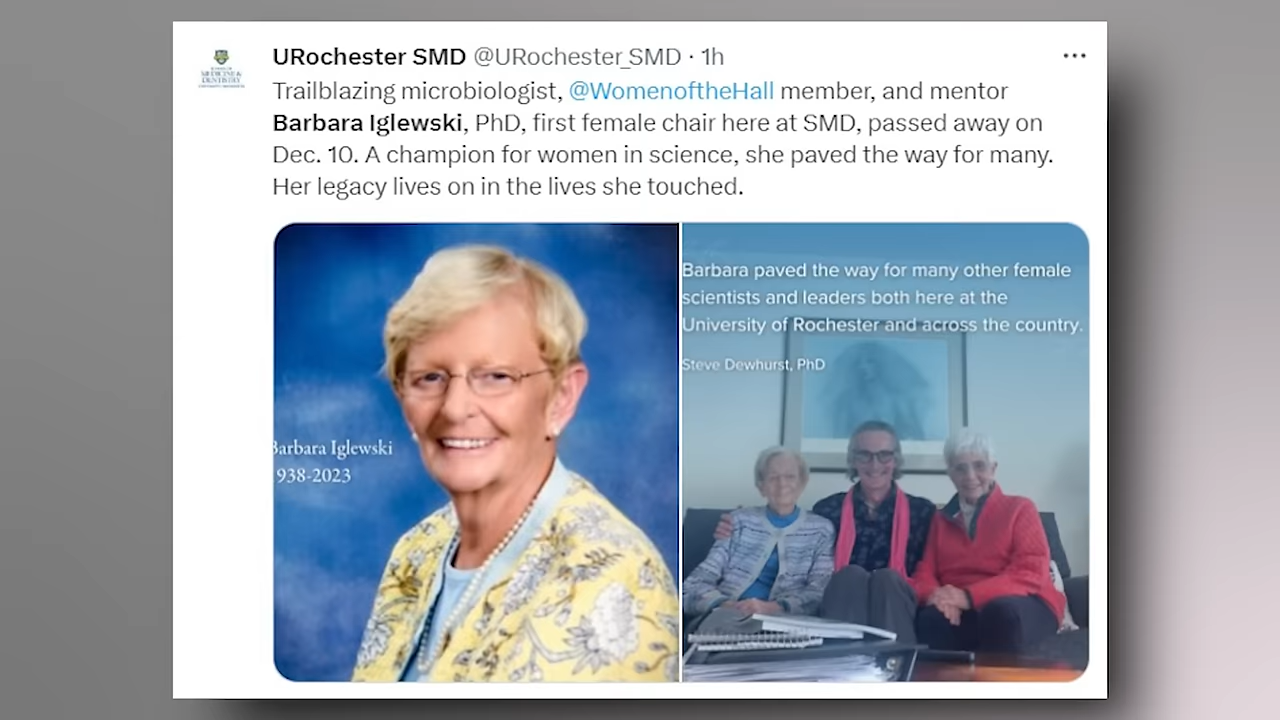 URochester SMD @URochester_SMD · 1h
Trailblazing microbiologist, @WomenoftheHall member, and mentor
Barbara Iglewski, PhD, first female chair here at SMD, passed away on
Dec. 10. A champion for women in science, she paved the way for many.
Her legacy lives on in the lives she touched.
MEDICINE &
DENTISTRY
Barbara Iglewski
938-2023
Barbara paved the way for many other female
scientists and leaders both here at the
University of Rochester and across the country.
Steve Dewhurst, PhD